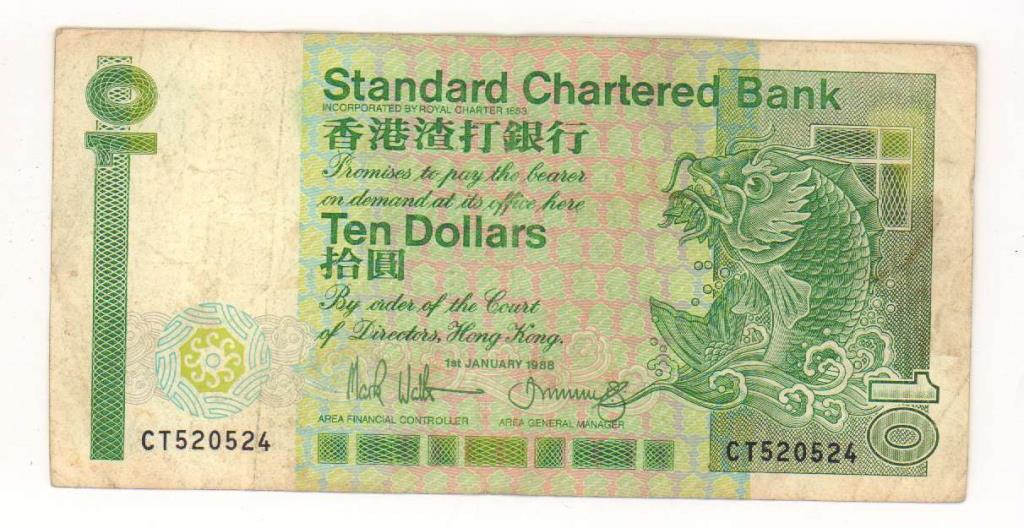 10
Standard Chartered Bank
INCORPORATED BY ROYAL CHARTER 1853
香港渣打銀行
Promises to pay the bearer
on demand at its office here
Ten Dollars
拾圓
By order of the Court
of Directors, Hong Kong.
1st JANUARY 1988
AREA FINANCIAL CONTROLLER AREA GENERAL MANAGER
CT520524 CT520524
10